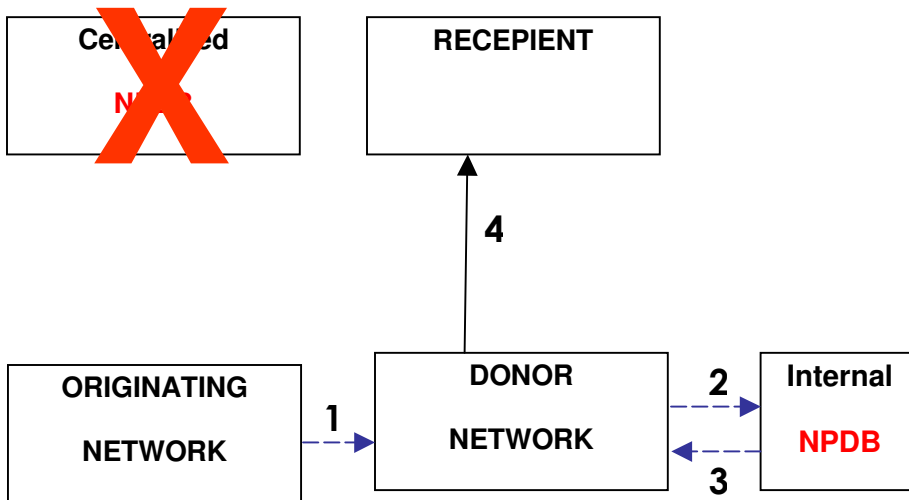 RECEPIENT
4
ORIGINATING
NETWORK
1
DONOR
NETWORK
2
3
Internal
NPDB